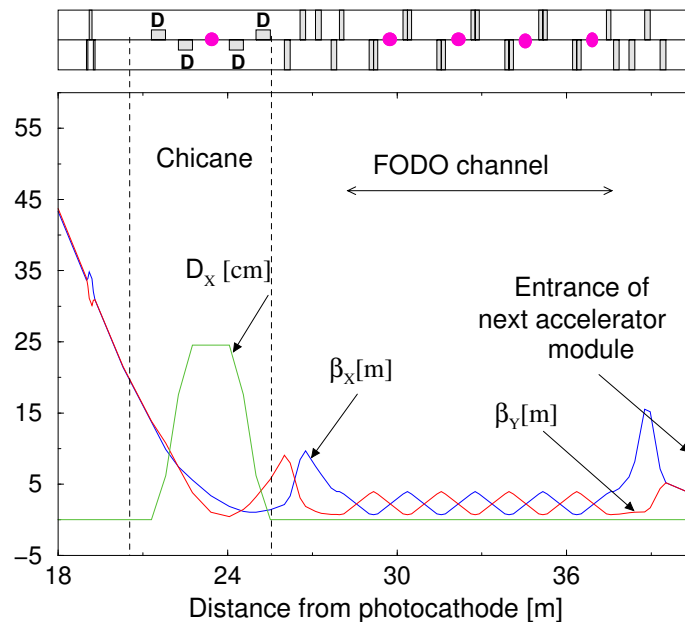 D D
D D
55
45
35
25
15
5
−5
Chicane
FODO channel
D_X [cm]
β_X[m]
Entrance of
next accelerator
module
β_Y[m]
18 24 30 36
Distance from photocathode [m]